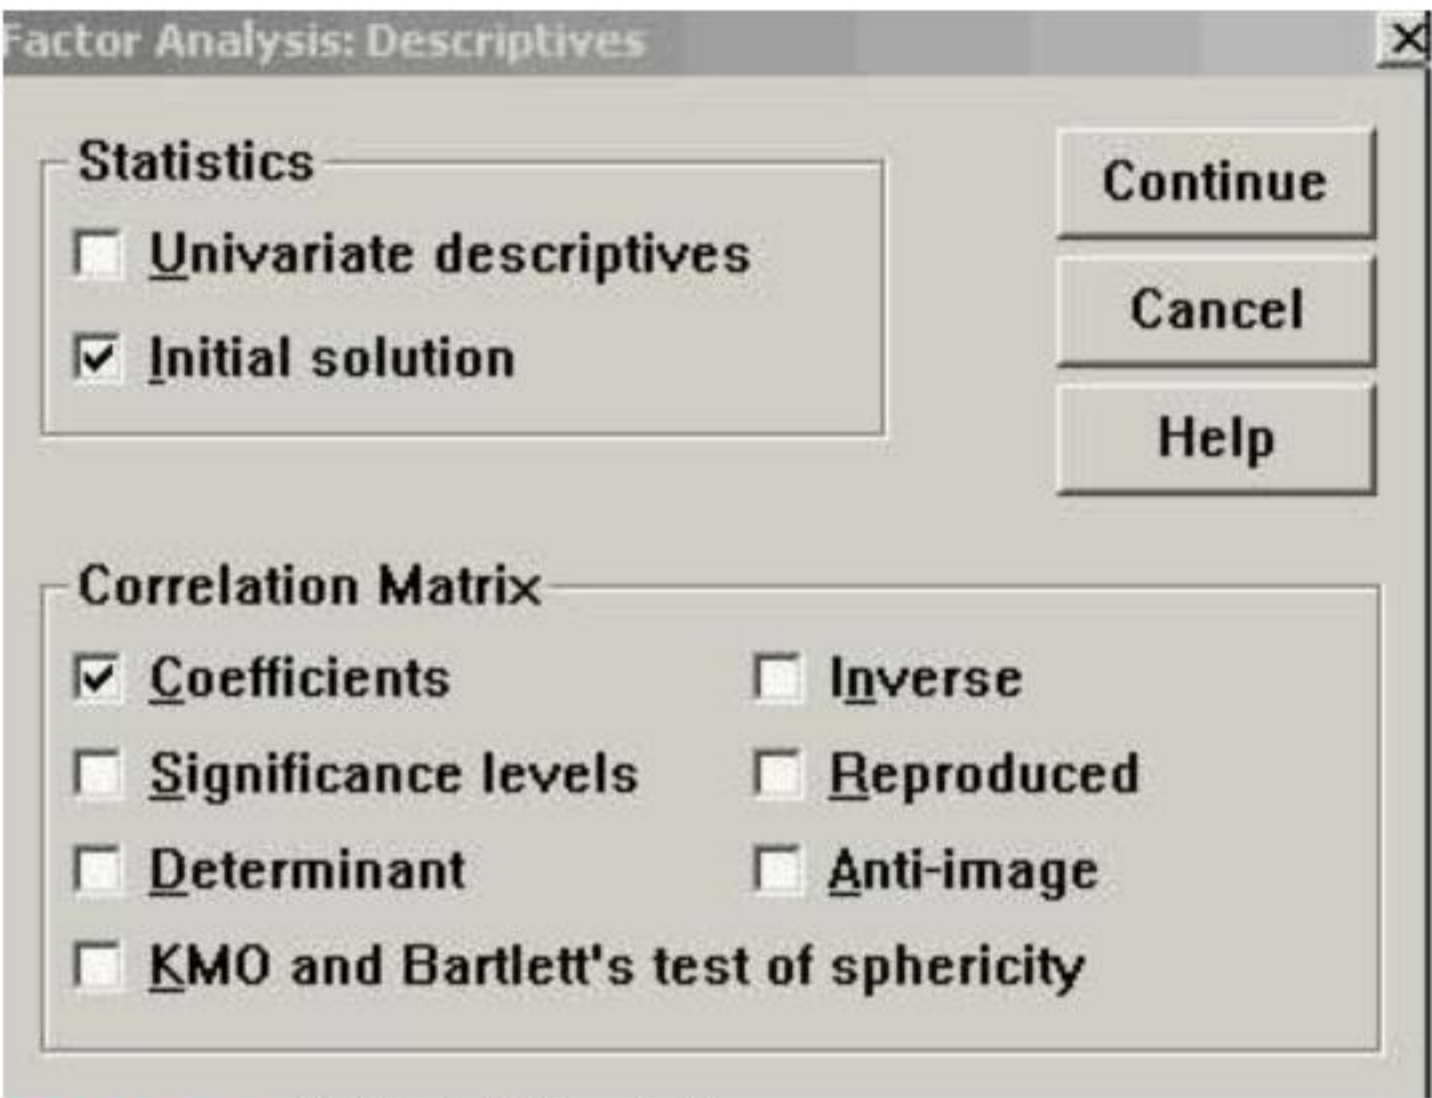 Factor Analysis: Descriptives
Statistics
Univariate descriptives
Initial solution
Continue
Cancel
Help
Correlation Matrix
Coefficients
Inverse
Significance levels
Reproduced
Determinant
Anti-image
KMO and Bartlett's test of sphericity